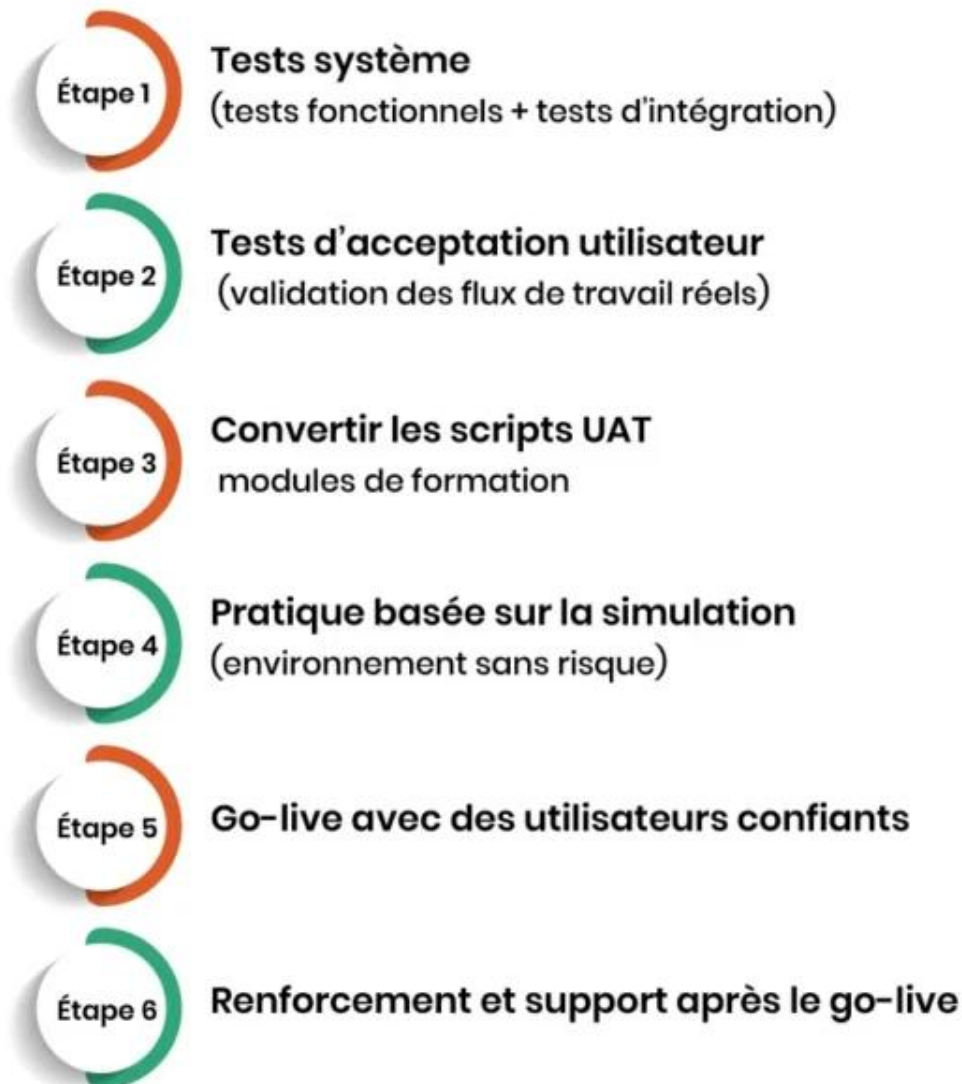 Étape 1
Tests système
(tests fonctionnels + tests d'intégration)
Étape 2
Tests d’acceptation utilisateur
(validation des flux de travail réels)
Étape 3
Convertir les scripts UAT
modules de formation
Étape 4
Pratique basée sur la simulation
(environnement sans risque)
Étape 5
Go-live avec des utilisateurs confiants
Étape 6
Renforcement et support après le go-live